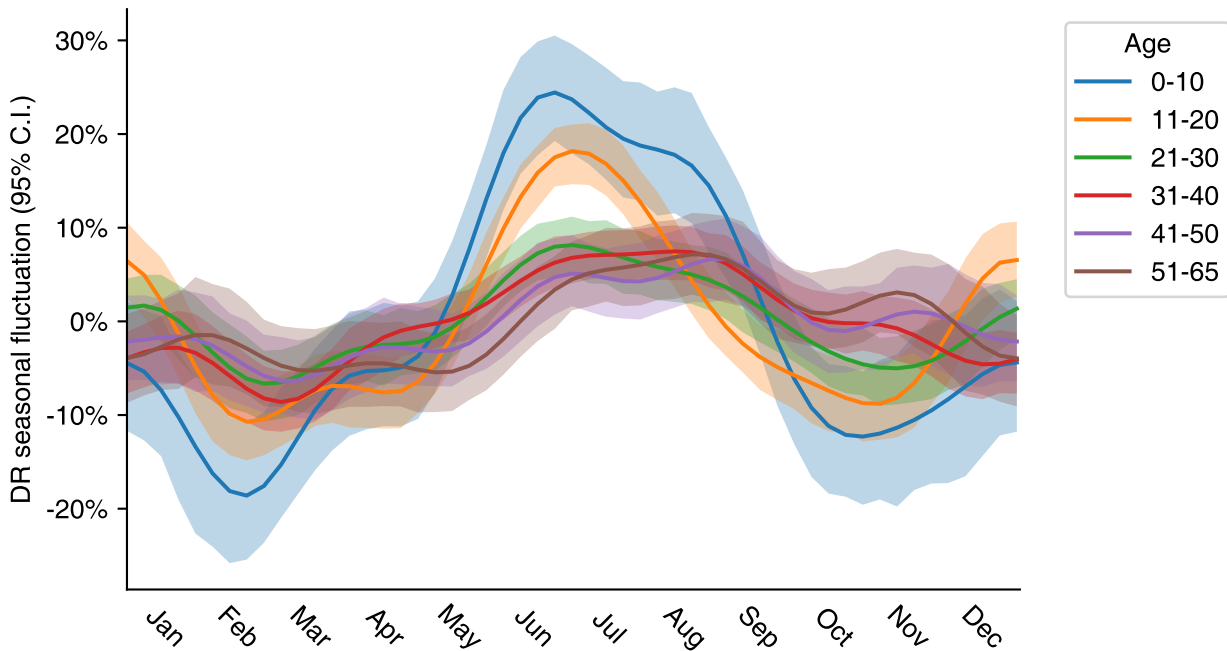 DR seasonal fluctuation (95% C.I.)
30%
20%
10%
0%
-10%
-20%
Jan
Feb
Mar
Apr
May
Jun
Jul
Aug
Sep
Oct
Nov
Dec
Age
0-10
11-20
21-30
31-40
41-50
51-65